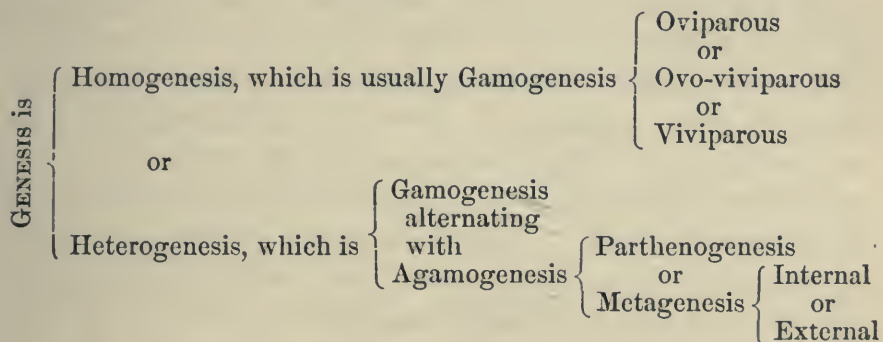 GENESIS is
Homogenesis, which is usually Gamogenesis
Oviparous
or
Ovo-viviparous
or
Viviparous
or
Heterogenesis, which is
Gamogenesis
alternating
with
Agamogenesis
Parthenogenesis
or
Metagenesis
Internal
or
External